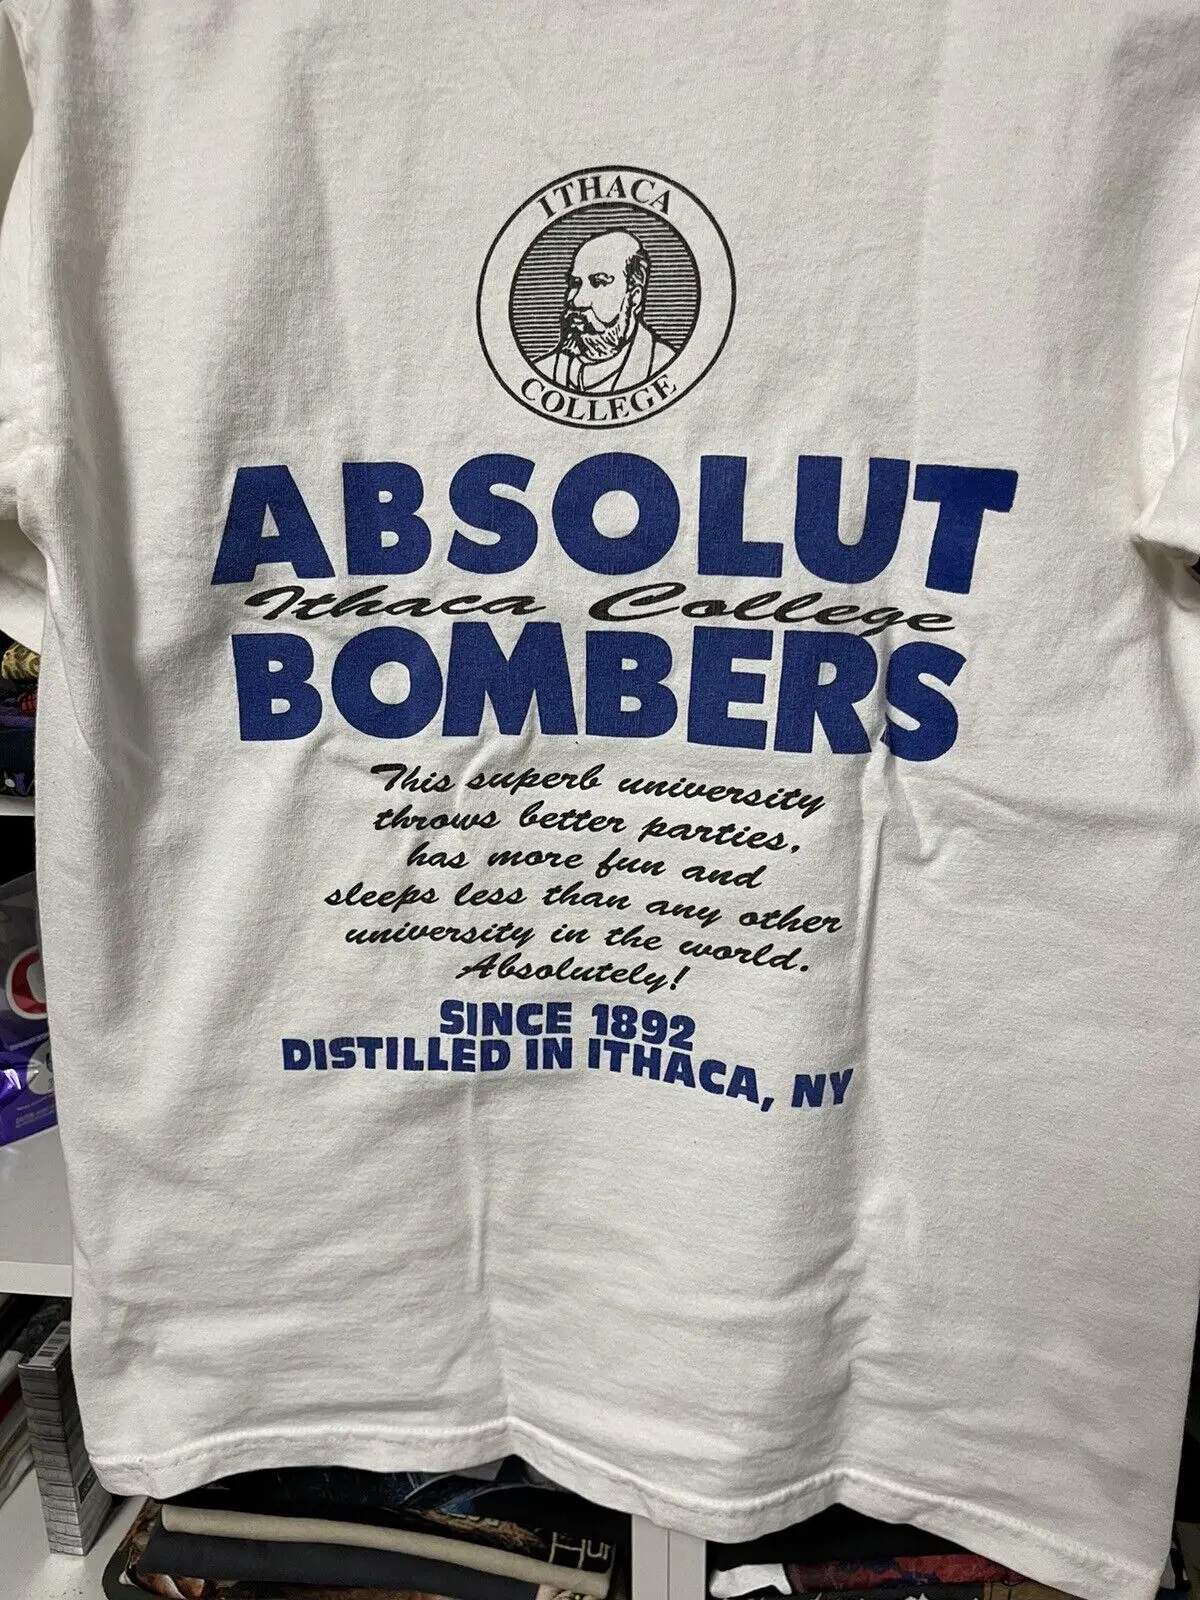 ITHACA
COLLEGE
ABSOLUT
Ithaca College
BOMBERS
This superb university
throws better parties,
has more fun and
sleeps less than any other
university in the world.
Absolutely!
SINCE 1892
DISTILLED IN ITHACA, NY